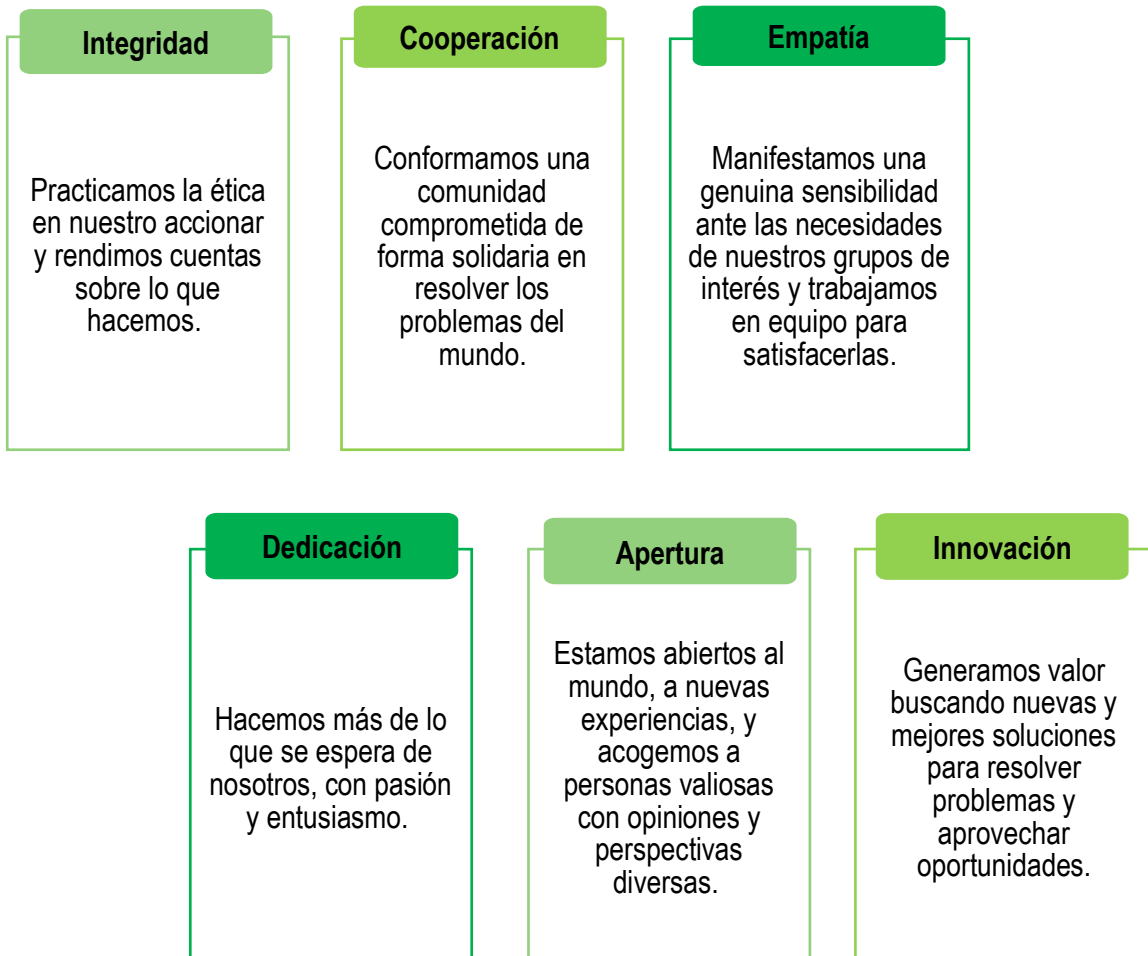 Integridad
Practicamos la ética
en nuestro accionar
y rendimos cuentas
sobre lo que
hacemos.
Cooperación
Conformamos una
comunidad
comprometida de
forma solidaria en
resolver los
problemas del
mundo.
Empatía
Manifestamos una
genuina sensibilidad
ante las necesidades
de nuestros grupos de
interés y trabajamos
en equipo para
satisfacerlas.
Dedicación
Hacemos más de lo
que se espera de
nosotros, con pasión
y entusiasmo.
Apertura
Estamos abiertos al
mundo, a nuevas
experiencias, y
acogemos a
personas valiosas
con opiniones y
perspectivas
diversas.
Innovación
Generamos valor
buscando nuevas y
mejores soluciones
para resolver
problemas y
aprovechar
oportunidades.